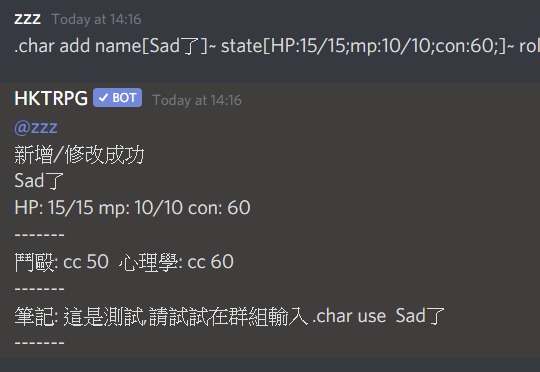 zzz Today at 14:16
.char add name[Sad了]~ state[HP:15/15;mp:10/10;con:60;]~ rol
HKTRPG ✓ BOT Today at 14:16
@zzz
新增/修改成功
Sad了
HP: 15/15 mp: 10/10 con: 60
-------
鬥毆: cc 50 心理學: cc 60
-------
筆記: 這是測試,請試試在群組輸入 .char use Sad了
-------